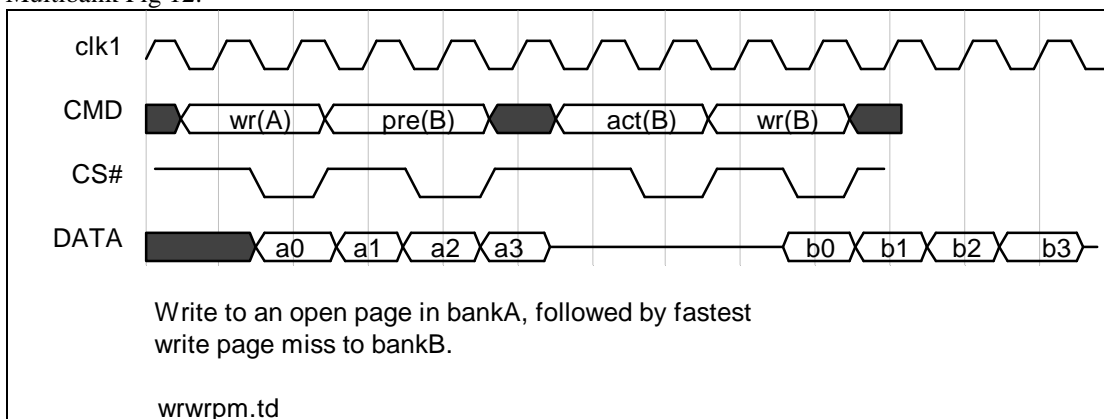 Multibank Fig 12.
clk1
CMD wr(A) pre(B) act(B) wr(B)
CS#
DATA a0 a1 a2 a3 b0 b1 b2 b3
Write to an open page in bankA, followed by fastest
write page miss to bankB.
wrwrpm.td